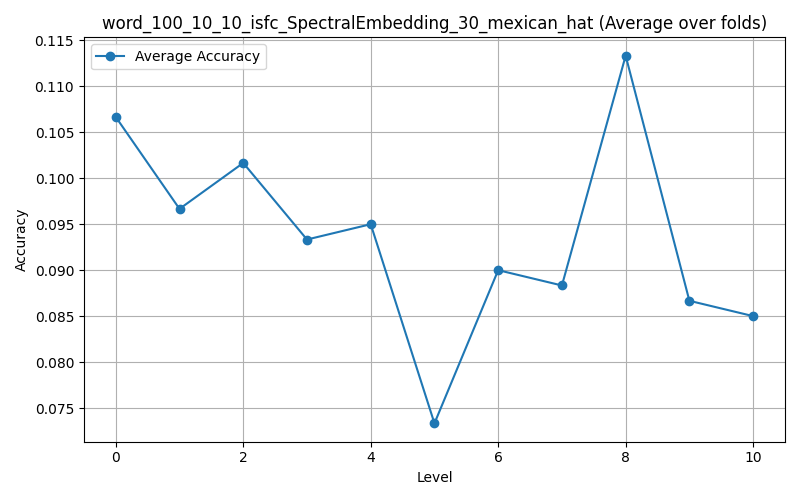 word_100_10_10_isfc_SpectralEmbedding_30_mexican_hat (Average over folds)
Average Accuracy
Accuracy
0.115
0.110
0.105
0.100
0.095
0.090
0.085
0.080
0.075
0 2 4 6 8 10
Level